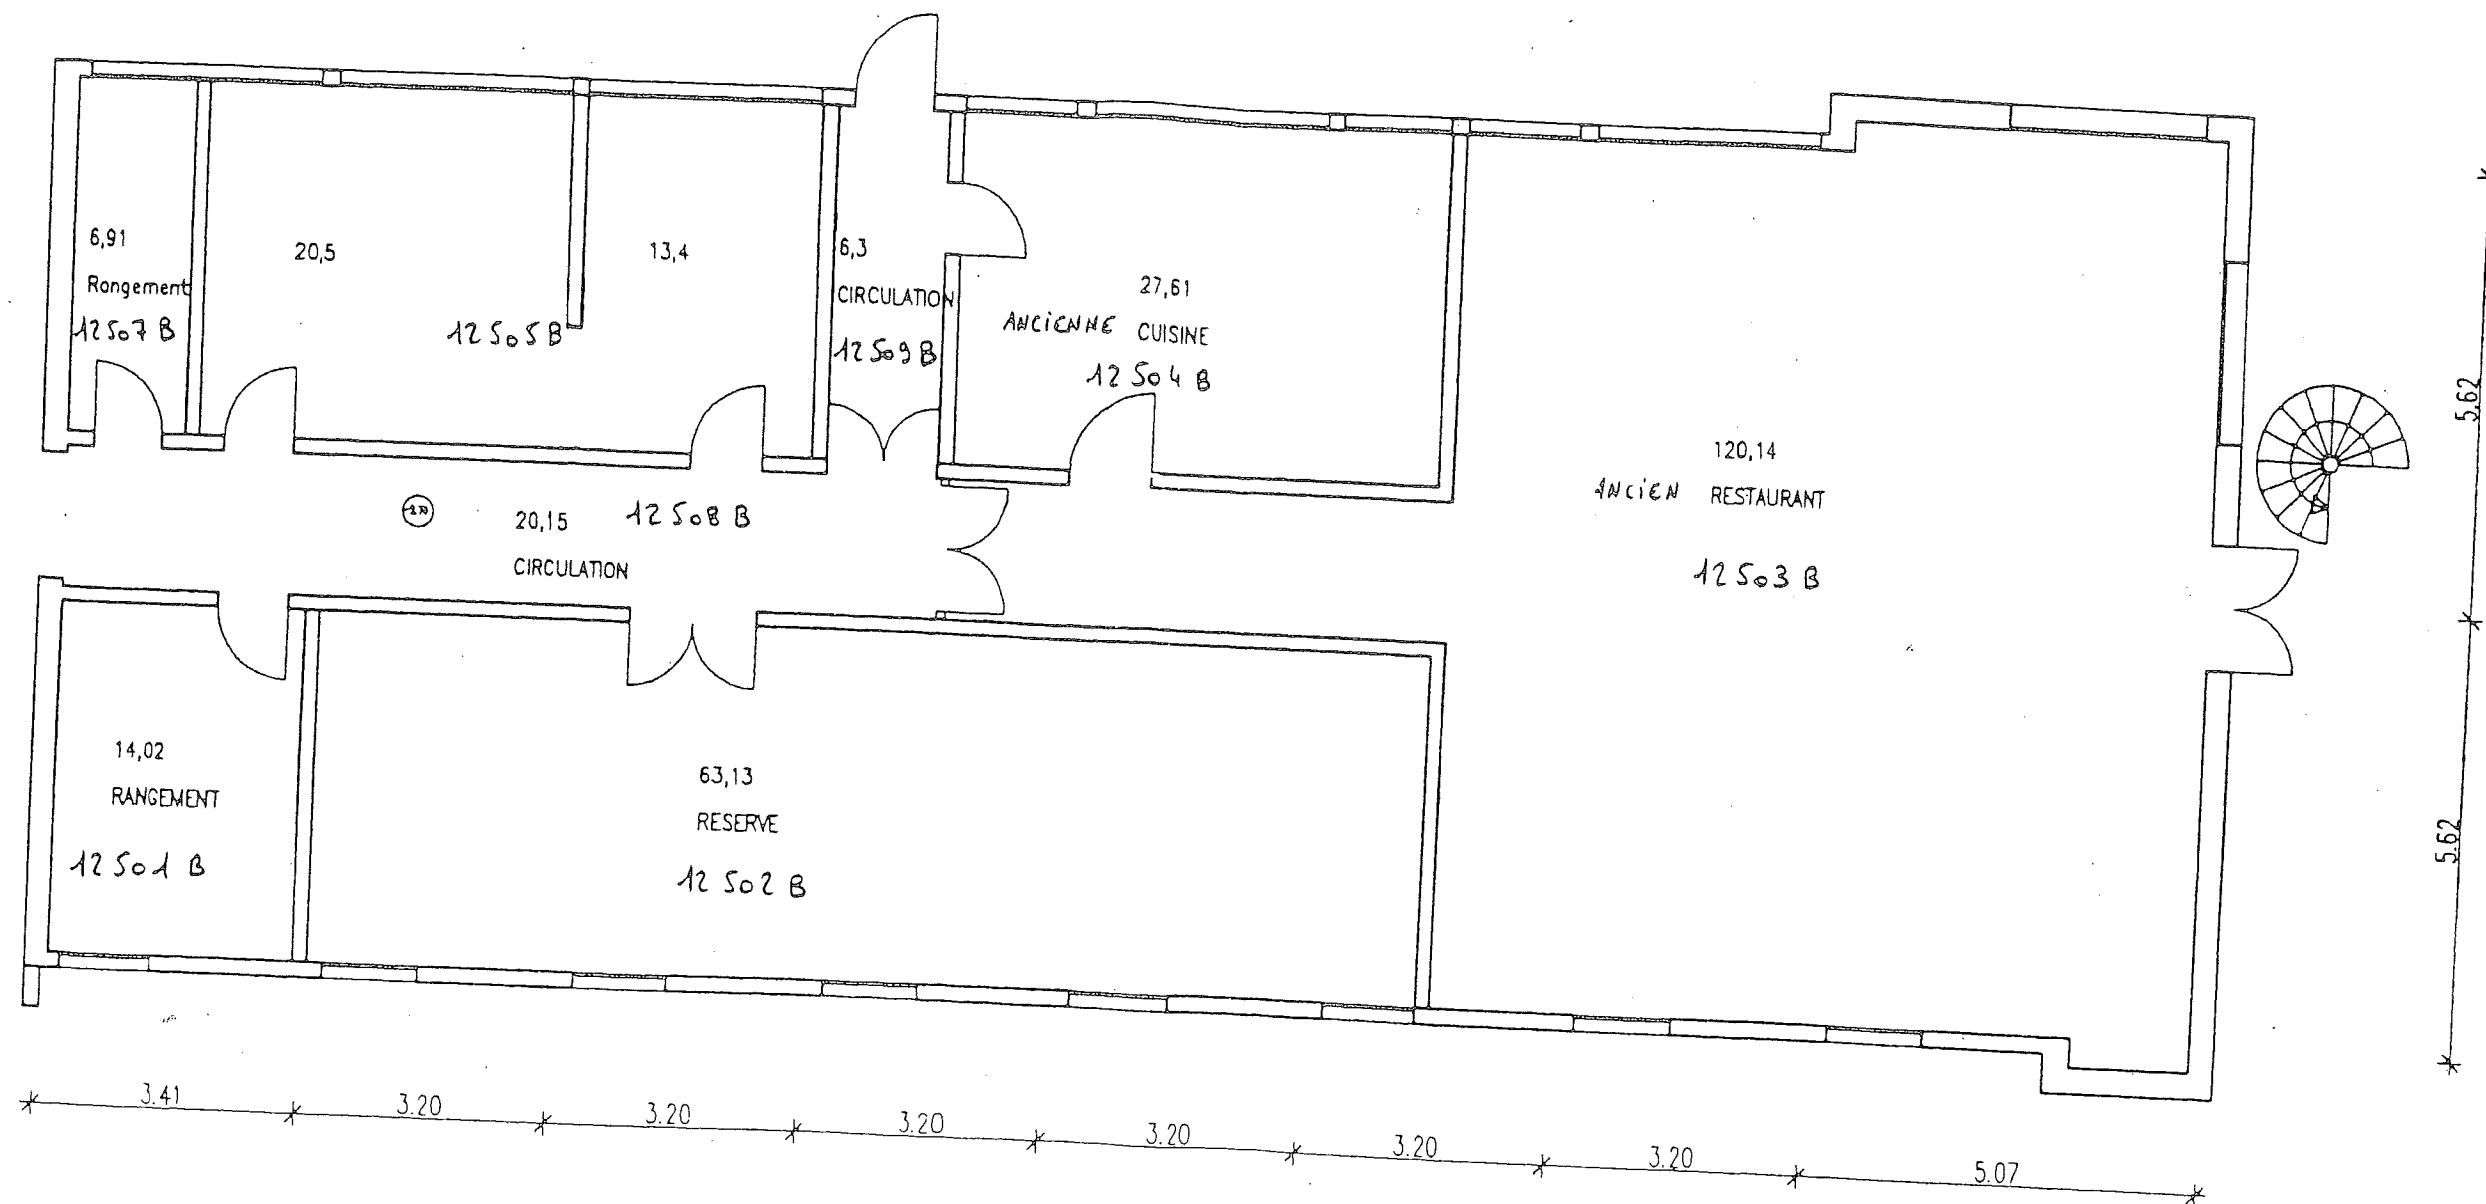 6,91
Rongement
12507 B
20,5
12505 B
13,4
6,3
CIRCULATION
12509 B
27,61
ANCIENNE CUISINE
12504 B
120,14
ANCIEN RESTAURANT
12503 B
20,15 12508 B
CIRCULATION
14,02
RANGEMENT
12501 B
63,13
RESERVE
12502 B
5.62
5.62
3.41
3.20
3.20
3.20
3.20
3.20
3.20
5.07